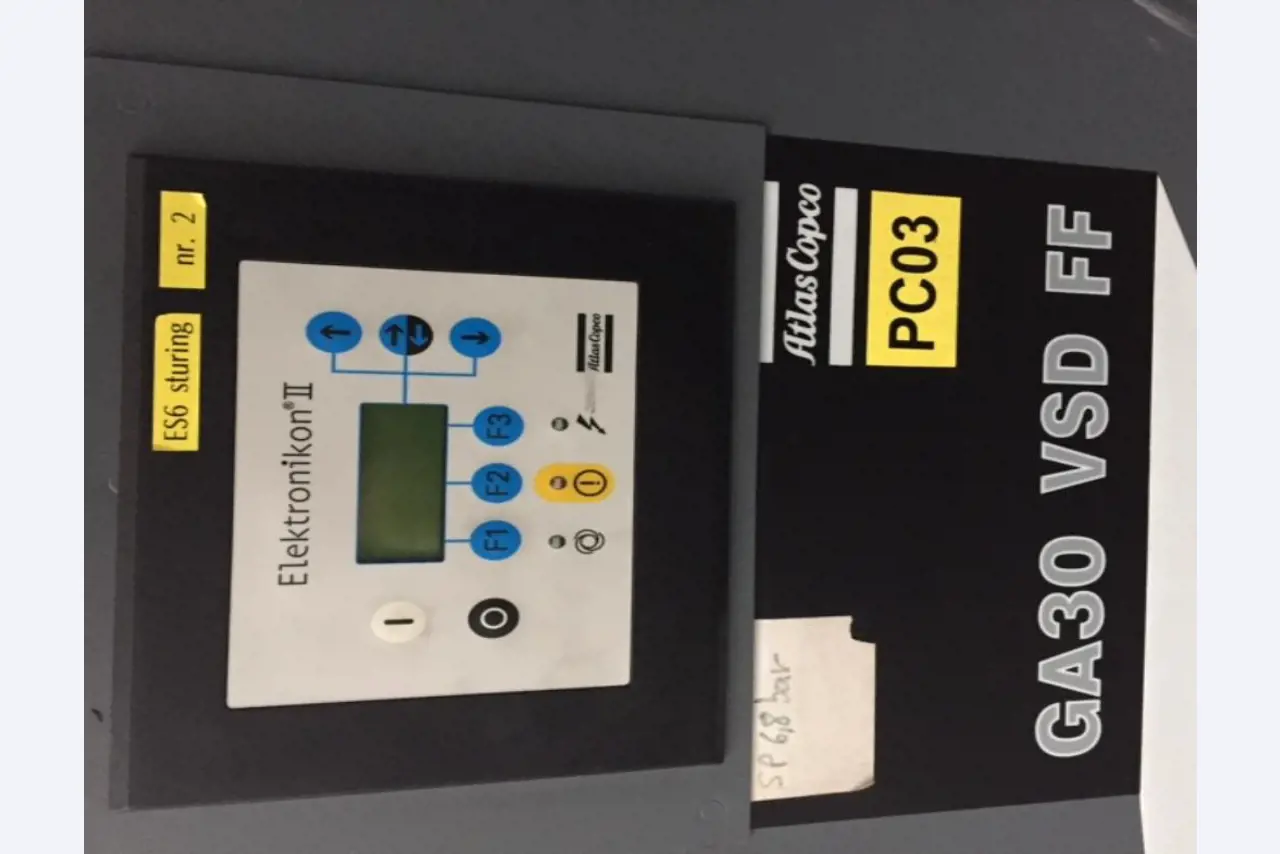 ES6 sturing
nr. 2
Elektronikon® II
F1
F2
F3
Atlas Copco
Atlas Copco
PC03
SP 6,8 bar
GA30 VSD FF